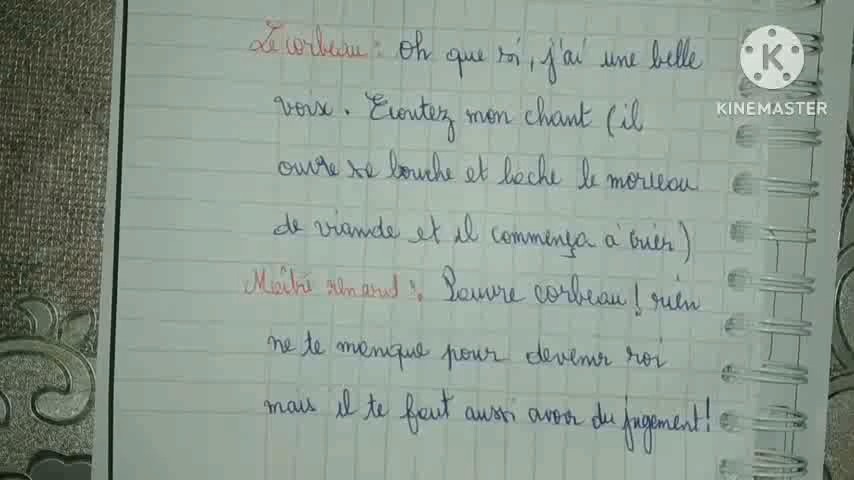 Le corbeau : Oh que si, j'ai une belle
voix. Ecoutez mon chant (il
ouvre sa bouche et lache le morceau
de viande et il commença à crier)
Maître renard : Pauvre corbeau ! rien
ne te manque pour devenir roi
mais il te faut aussi avoir du jugement !
K
KINEMASTER